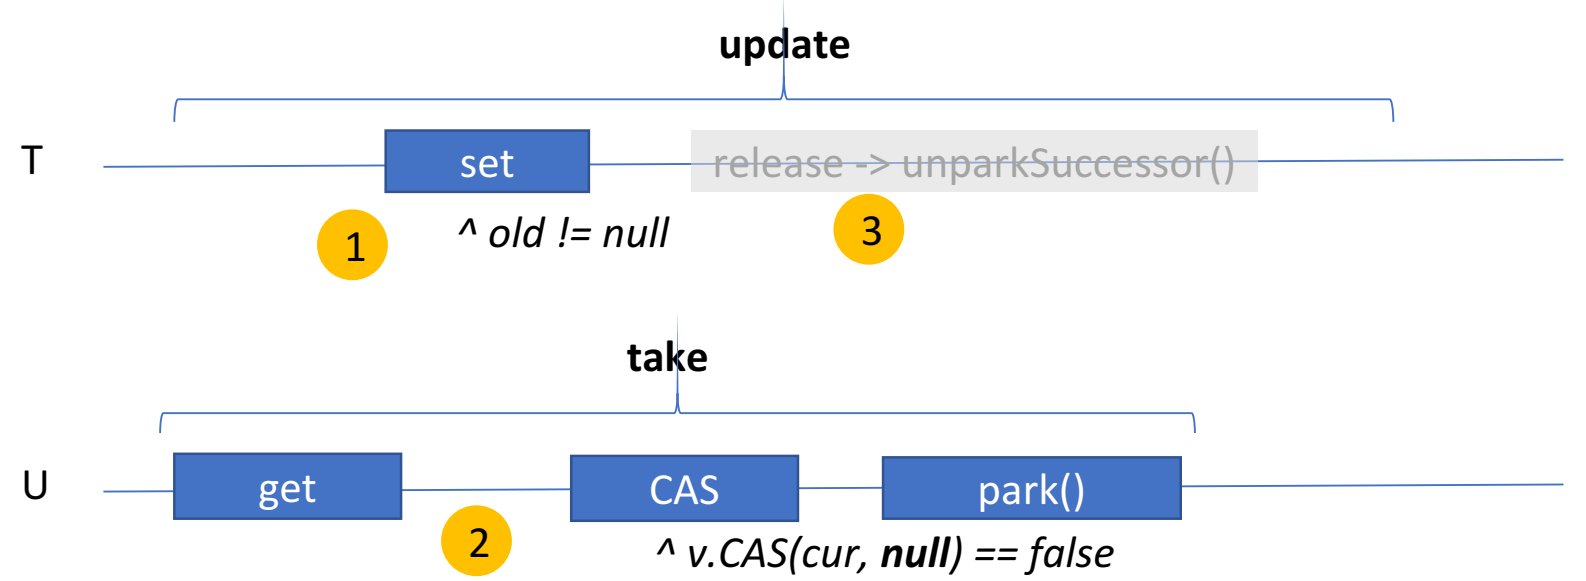 update
T
set
release -> unparkSuccessor()
1
^ old != null
3
take
U
get
CAS
park()
2
^ v.CAS(cur, null) == false